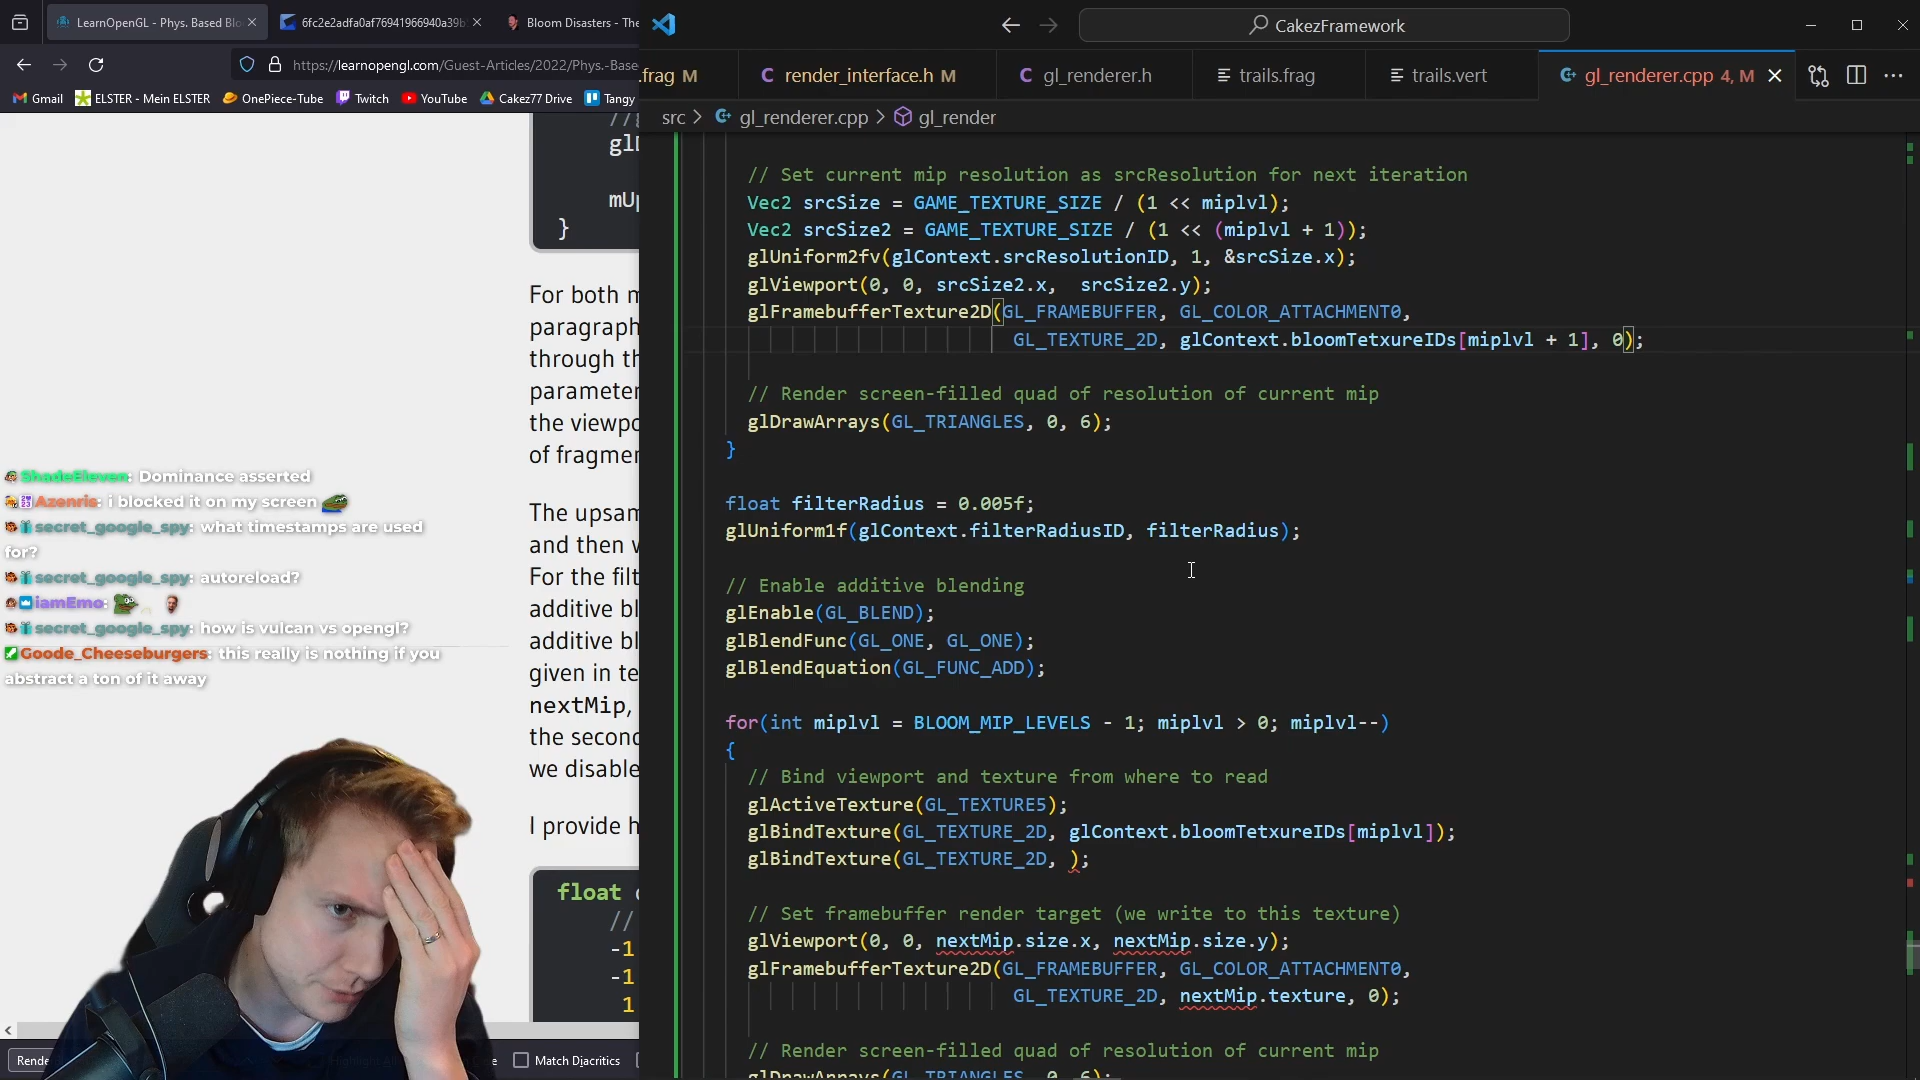 LearnOpenGL - Phys. Based Blo
6fc2e2adfa0af76941966940a39b
Bloom Disasters - The
https://learnopengl.com/Guest-Articles/2022/Phys.-Base
Gmail
ELSTER - Mein ELSTER
OnePiece-Tube
Twitch
YouTube
Cakez77 Drive
Tangy
CakezFramework
.frag M
render_interface.h M
gl_renderer.h
trails.frag
trails.vert
gl_renderer.cpp 4, M
src > gl_renderer.cpp > gl_render
//g
mUp
}
For both m
paragraph
through th
parameter
the viewpo
of fragmen
The upsam
and then w
For the filt
additive bl
additive bl
given in te
nextMip,
the second
we disable
I provide h
float
//
-1
-1
1
ShadeEleven: Dominance asserted
Azenris: i blocked it on my screen
secret_google_spy: what timestamps are used
for?
secret_google_spy: autoreload?
iamEmo:
secret_google_spy: how is vulcan vs opengl?
Goode_Cheeseburgers: this really is nothing if you
abstract a ton of it away
Match Diacritics
// Set current mip resolution as srcResolution for next iteration
Vec2 srcSize = GAME_TEXTURE_SIZE / (1 << miplvl);
Vec2 srcSize2 = GAME_TEXTURE_SIZE / (1 << (miplvl + 1));
glUniform2fv(glContext.srcResolutionID, 1, &srcSize.x);
glViewport(0, 0, srcSize2.x,  srcSize2.y);
glFramebufferTexture2D(GL_FRAMEBUFFER, GL_COLOR_ATTACHMENT0,
GL_TEXTURE_2D, glContext.bloomTetxureIDs[miplvl + 1], 0);
// Render screen-filled quad of resolution of current mip
glDrawArrays(GL_TRIANGLES, 0, 6);
}
float filterRadius = 0.005f;
glUniform1f(glContext.filterRadiusID, filterRadius);
// Enable additive blending
glEnable(GL_BLEND);
glBlendFunc(GL_ONE, GL_ONE);
glBlendEquation(GL_FUNC_ADD);
for(int miplvl = BLOOM_MIP_LEVELS - 1; miplvl > 0; miplvl--)
{
// Bind viewport and texture from where to read
glActiveTexture(GL_TEXTURE5);
glBindTexture(GL_TEXTURE_2D, glContext.bloomTetxureIDs[miplvl]);
glBindTexture(GL_TEXTURE_2D, );
// Set framebuffer render target (we write to this texture)
glViewport(0, 0, nextMip.size.x, nextMip.size.y);
glFramebufferTexture2D(GL_FRAMEBUFFER, GL_COLOR_ATTACHMENT0,
GL_TEXTURE_2D, nextMip.texture, 0);
// Render screen-filled quad of resolution of current mip
glDrawArrays(GL_TRIANGLES, 0, 6);